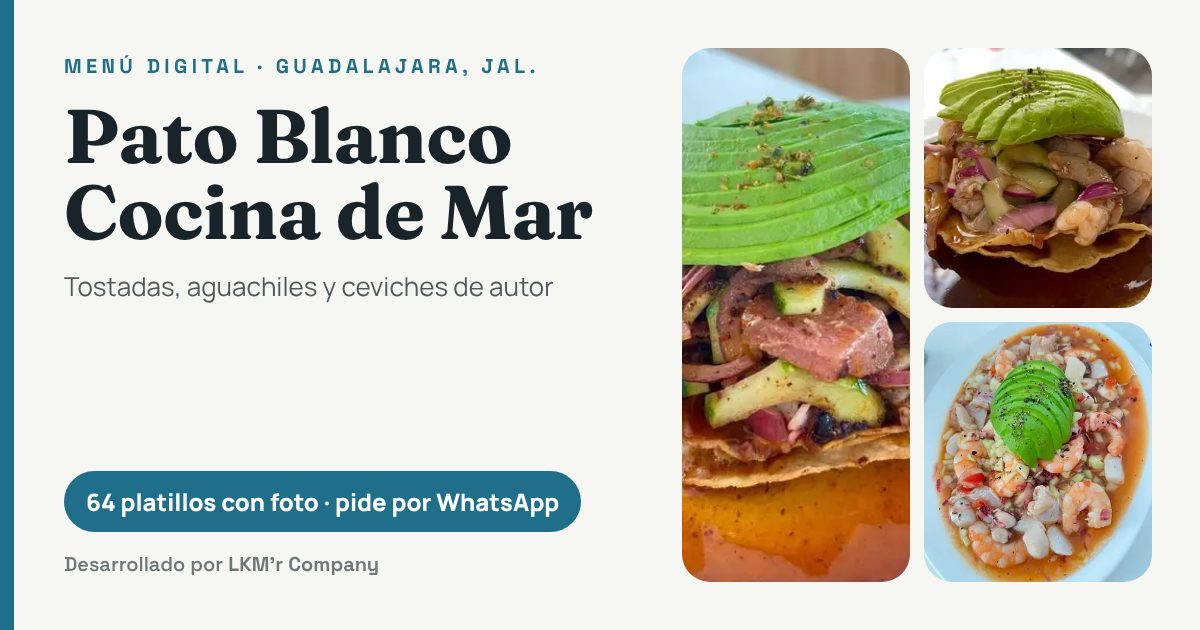 MENÚ DIGITAL · GUADALAJARA, JAL.
Pato Blanco
Cocina de Mar
Tostadas, aguachiles y ceviches de autor
64 platillos con foto · pide por WhatsApp
Desarrollado por LKM’r Company